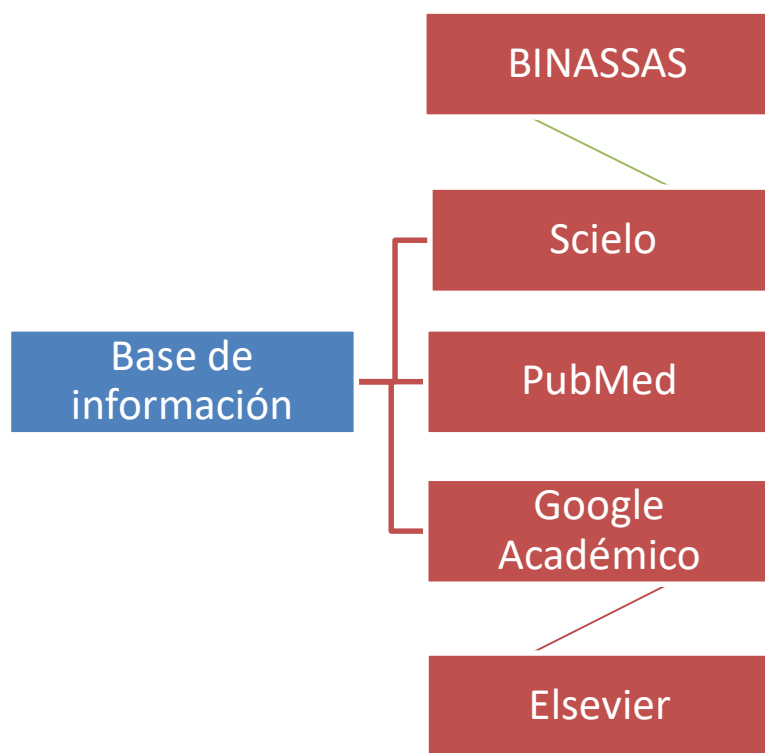 BINASSAS
Scielo
Base de
información
PubMed
Google
Académico
Elsevier